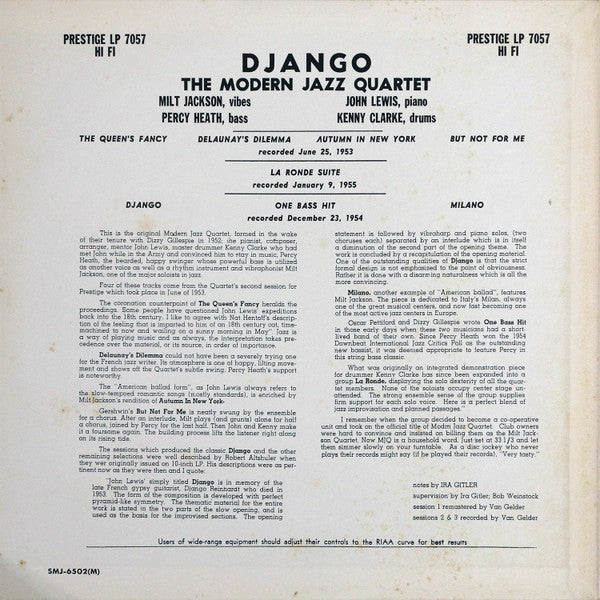 PRESTIGE LP 7057
HI FI
PRESTIGE LP 7057
HI FI
DJANGO
THE MODERN JAZZ QUARTET
MILT JACKSON, vibes
JOHN LEWIS, piano
PERCY HEATH, bass
KENNY CLARKE, drums
THE QUEEN'S FANCY DELAUNAY'S DILEMMA AUTUMN IN NEW YORK BUT NOT FOR ME
recorded June 25, 1953
LA RONDE SUITE
recorded January 9, 1955
DJANGO ONE BASS HIT MILANO
recorded December 23, 1954
This is the original Modern Jazz Quartet, formed in the wake
of their tenure with Dizzy Gillespie in 1952; the pianist, composer,
arranger, mentor John Lewis, master drummer Kenny Clarke who had
met John while in the Army and convinced him to stay in music, Percy
Heath, the bearded, happy swinger whose powerful bass is utilized
as another voice as well as a rhythm instrument and vibraphonist Milt
Jackson, one of the major soloists in jazz.
Four of these tracks come from the Quartet's second session for
Prestige which took place in June of 1953.
The coronation counterpoint of The Queen's Fancy heralds the
proceedings. Some people have questioned John Lewis' expeditions
back into the 18th century. I like to agree with Nat Hentoff's descrip-
tion of the feeling that is imparted to him of an 18th century cat, time-
machined to now and wailing on a sunny morning in May". Jazz is
a way of playing music and as always, the interpretation takes pre-
cedence over the material in importance.
Delaunay's Dilemma could not have been a severely trying one
for the French jazz writer. Its atmosphere is one of happy, lilting move-
ment and shows off the Quartet's subtle swing. Percy Heath's support
is noteworthy.
The "American ballad form", as John Lewis always refers to
the slow-tempoed romantic songs (mostly standards), is enriched by
Milt Jackson's rendition of Autumn In New York.
Gershwin's But Not For Me is neatly swung by the ensemble
for a chorus. After an interlude, Milt plays (and grunts) alone for half
a chorus, joined by Percy for the last half. Then John and Kenny make
it a foursome again. The building process lifts the listener right along
on its rising tids.
The sessions which produced the classic Django and the other
remaining selections were well described by Robert Altshuler when
they wer originally issued on 10-inch LP. His descriptions were as per-
tinent now as they were then and I quote:
"John Lewis' simply titled Django is in memory of the
late French gypsy guitarist, Django Reinhardt who died in
1953. The form of the composition is developed with perfect
pyramid-like symmetry. The thematic material for the entire
work is stated in the two parts of the slow opening, and is
used as the basis for the improvised sections. The opening
statement is followed by vibraharp and piano solos, (two
choruses each) separated by an interlude which is in itself
a diminution of the second part of the opening theme. The
work is concluded by a recapitulation of the opening material.
One of the outstanding qualities of Django is that the strict
formal design is not emphasized to the point of obviousness.
Rather it is done with a disarming naturalness which is all the
more convincing.
Milano, another example of "American ballad", features
Milt Jackson. The piece is dedicated to Italy's Milan, always
one of the great musical centers, and now fast becoming one
of the most active jazz centers in Europe.
Oscar Pettiford and Dizzy Gillespie wrote One Bass Hit
in those early days when these two musicians had a short-
lived band of their own. Since Percy Heath won the 1954
Downbeat International Jazz Critics Poll as the outstanding
new bassist, it was deemed appropriate to feature Percy in
this string bass classic.
What was originally an integrated demonstration piece
for drummer Kenny Clarke has since been expanded into a
group La Ronde, displaying the solo dexterity of all the quar-
tet members. None of the soloists occupy center stage un-
attended. The strong ensemble sense of the group supplies
firm support for each solo voice. Here is a perfect blend of
jazz improvisation and planned passages."
I remember when the group decided to become a co-operative
unit and took on the official title of Modrn Jazz Quartet. Club owners
were hard to convince and insisted on billing them as the Milt Jack-
son Quartet. Now MJQ is a household word. Just set at 33 1/3 and let
them simmer slowly on your turntable. As a disc jockey who never
plays their records might say (if he played their records), "Very tasty."
notes by IRA GITLER
supervision by Ira Gitler; Bob Weinstock
session 1 remastered by Van Gelder
sessions 2 & 3 recorded by Van Gelder
Users of wide-range equipment should adjust their controls to the RIAA curve for best results
SMJ-6502(M)